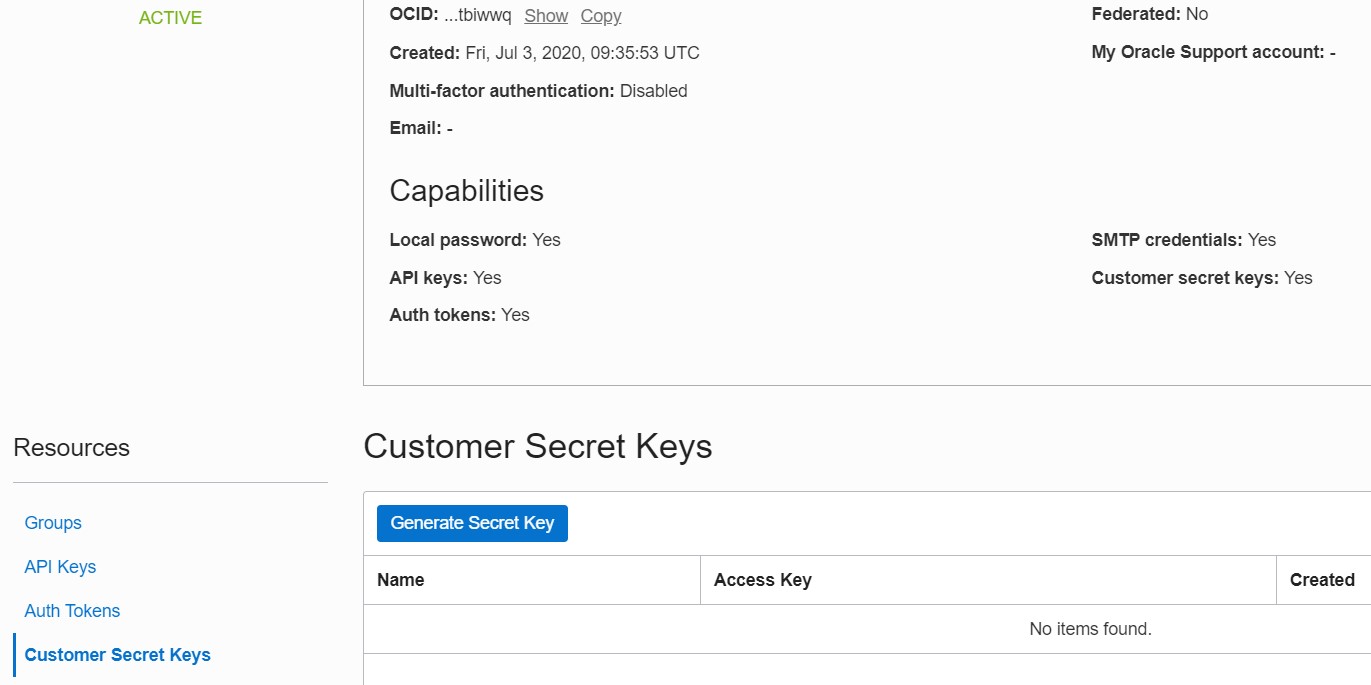 ACTIVE
OCID: ...tbiwwq Show Copy
Federated: No
Created: Fri, Jul 3, 2020, 09:35:53 UTC
My Oracle Support account: -
Multi-factor authentication: Disabled
Email: -
Capabilities
Local password: Yes
SMTP credentials: Yes
API keys: Yes
Customer secret keys: Yes
Auth tokens: Yes
Resources
Groups
API Keys
Auth Tokens
Customer Secret Keys
Customer Secret Keys
Generate Secret Key
Name Access Key Created
No items found.